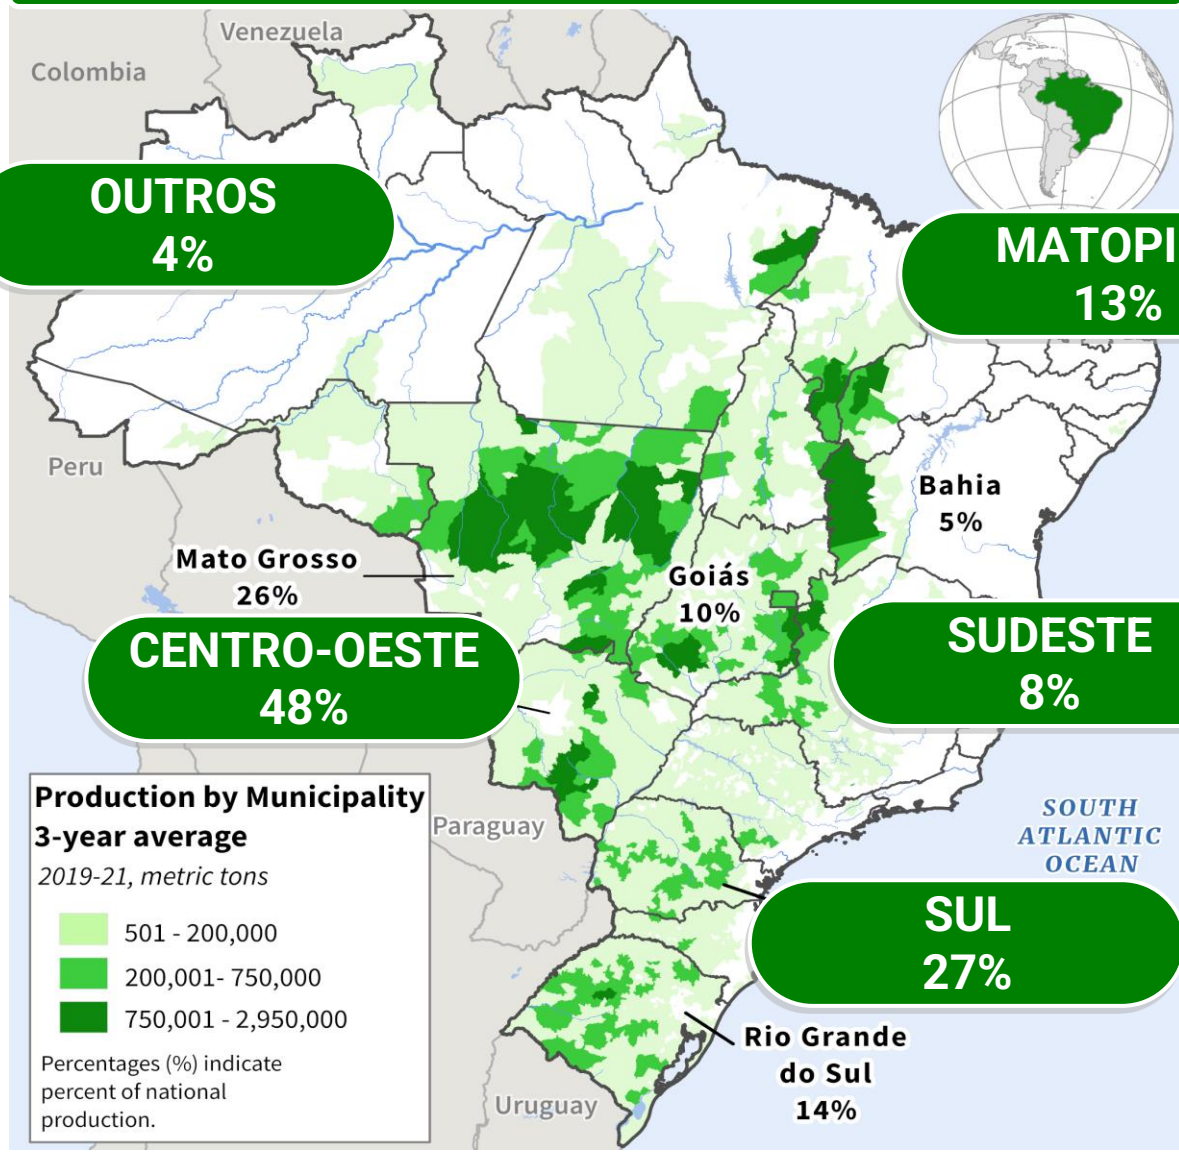 Venezuela
Colombia
OUTROS
4%
MATOPI
13%
Peru
Bahia
5%
Mato Grosso
26%
Goiás
10%
CENTRO-OESTE
48%
SUDESTE
8%
Production by Municipality
3-year average
2019-21, metric tons
501 - 200,000
200,001- 750,000
750,001 - 2,950,000
Percentages (%) indicate
percent of national
production.
Paraguay
SOUTH
ATLANTIC
OCEAN
SUL
27%
Rio Grande
do Sul
14%
Uruguay